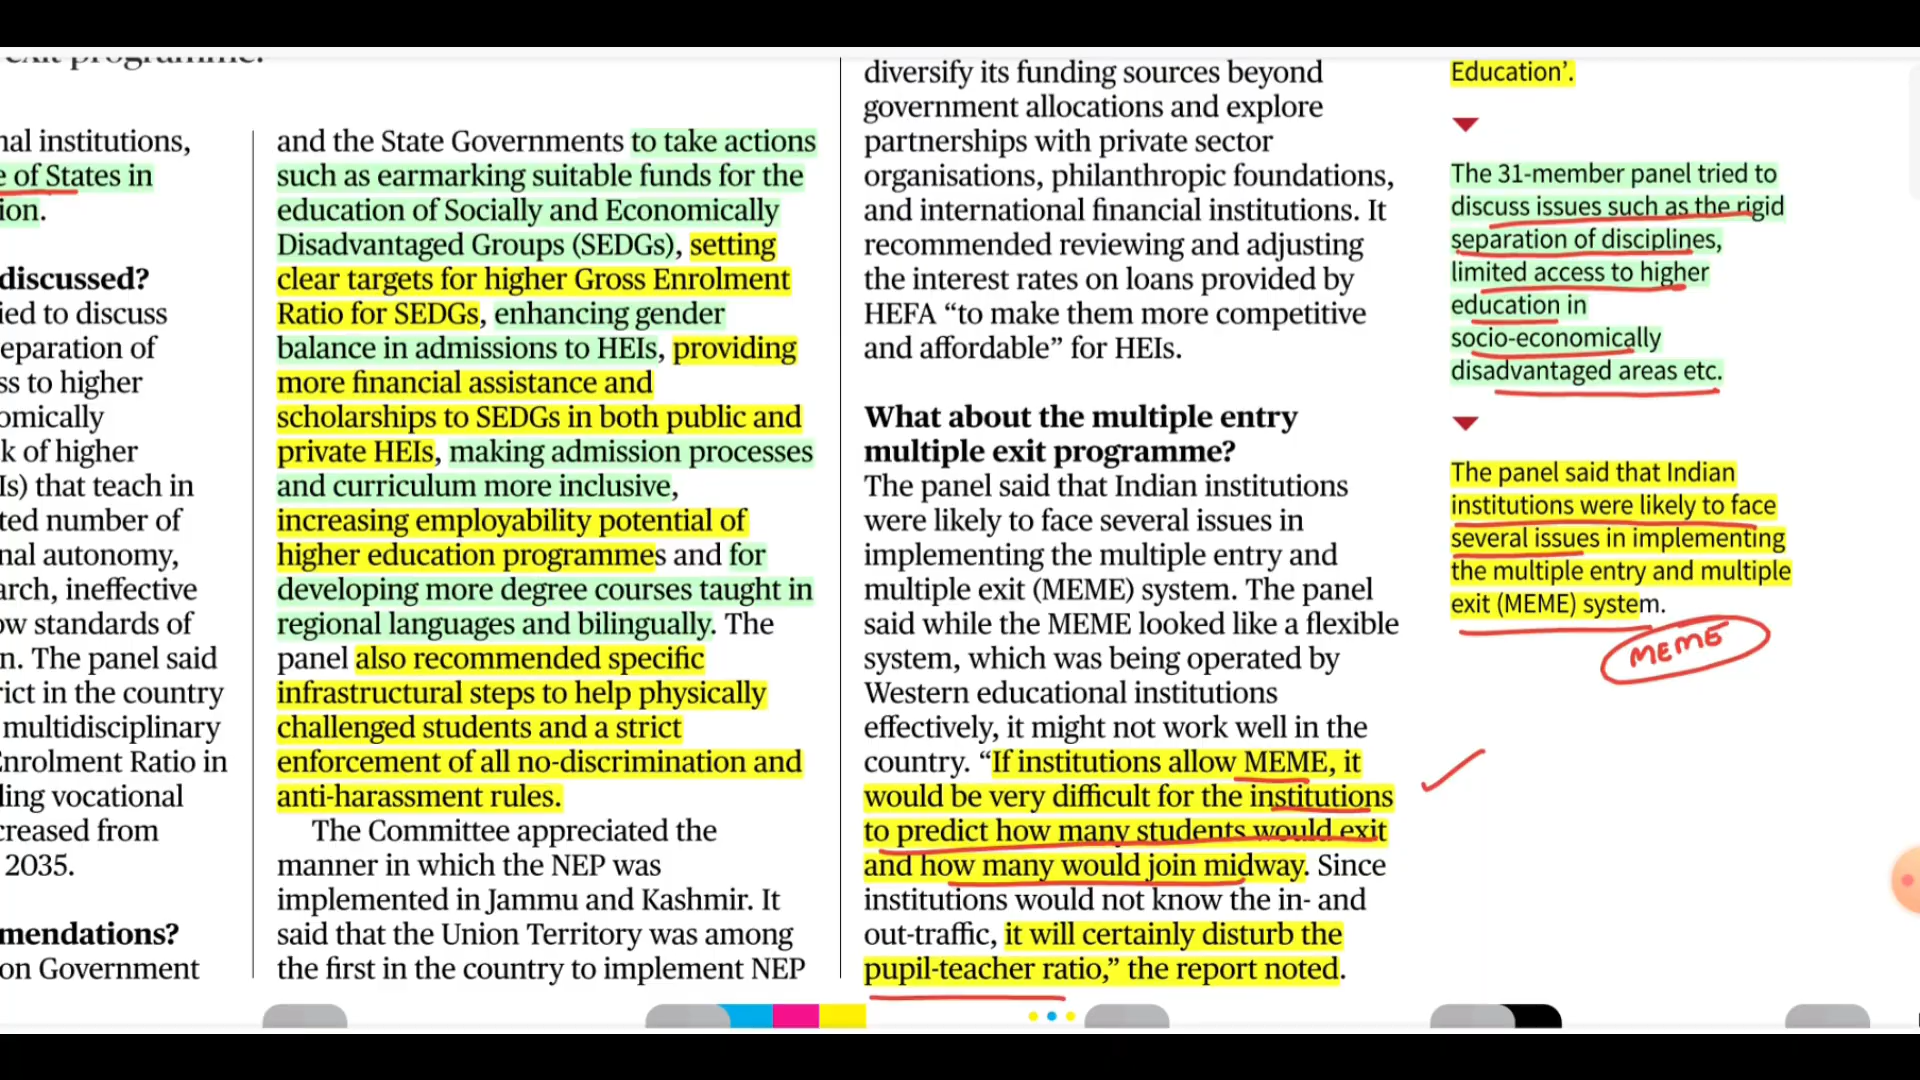 nal institutions,
e of States in
ion.
discussed?
ied to discuss
eparation of
ss to higher
omically
k of higher
Is) that teach in
ted number of
nal autonomy,
arch, ineffective
ow standards of
n. The panel said
rict in the country
multidisciplinary
Enrolment Ratio in
ling vocational
creased from
2035.
mendations?
on Government
and the State Governments to take actions
such as earmarking suitable funds for the
education of Socially and Economically
Disadvantaged Groups (SEDGs), setting
clear targets for higher Gross Enrolment
Ratio for SEDGs, enhancing gender
balance in admissions to HEIs, providing
more financial assistance and
scholarships to SEDGs in both public and
private HEIs, making admission processes
and curriculum more inclusive,
increasing employability potential of
higher education programmes and for
developing more degree courses taught in
regional languages and bilingually. The
panel also recommended specific
infrastructural steps to help physically
challenged students and a strict
enforcement of all no-discrimination and
anti-harassment rules.
The Committee appreciated the
manner in which the NEP was
implemented in Jammu and Kashmir. It
said that the Union Territory was among
the first in the country to implement NEP
diversify its funding sources beyond
government allocations and explore
partnerships with private sector
organisations, philanthropic foundations,
and international financial institutions. It
recommended reviewing and adjusting
the interest rates on loans provided by
HEFA “to make them more competitive
and affordable” for HEIs.
What about the multiple entry
multiple exit programme?
The panel said that Indian institutions
were likely to face several issues in
implementing the multiple entry and
multiple exit (MEME) system. The panel
said while the MEME looked like a flexible
system, which was being operated by
Western educational institutions
effectively, it might not work well in the
country. “If institutions allow MEME, it
would be very difficult for the institutions
to predict how many students would exit
and how many would join midway. Since
institutions would not know the in- and
out-traffic, it will certainly disturb the
pupil-teacher ratio,” the report noted.
Education’.
The 31-member panel tried to
discuss issues such as the rigid
separation of disciplines,
limited access to higher
education in
socio-economically
disadvantaged areas etc.
The panel said that Indian
institutions were likely to face
several issues in implementing
the multiple entry and multiple
exit (MEME) system.
MEME